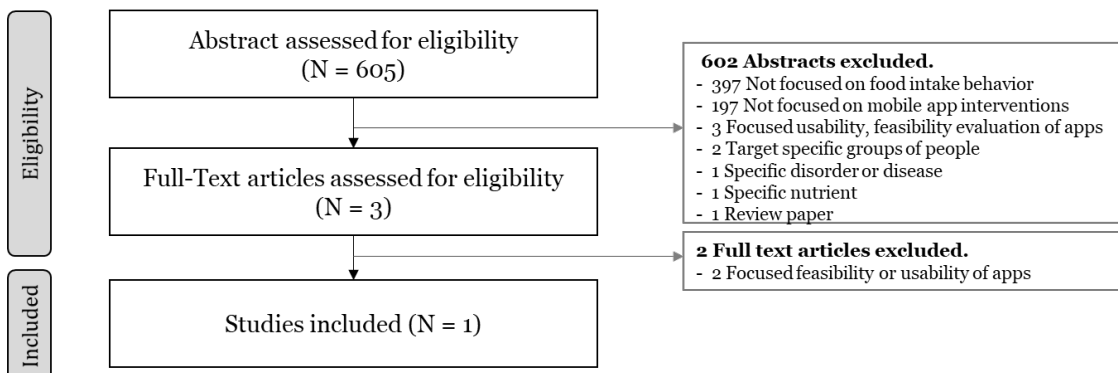 Eligibility
Abstract assessed for eligibility
(N = 605)
602 Abstracts excluded.
- 397 Not focused on food intake behavior
- 197 Not focused on mobile app interventions
- 3 Focused usability, feasibility evaluation of apps
- 2 Target specific groups of people
- 1 Specific disorder or disease
- 1 Specific nutrient
- 1 Review paper
Full-Text articles assessed for eligibility
(N = 3)
2 Full text articles excluded.
- 2 Focused feasibility or usability of apps
Included
Studies included (N = 1)